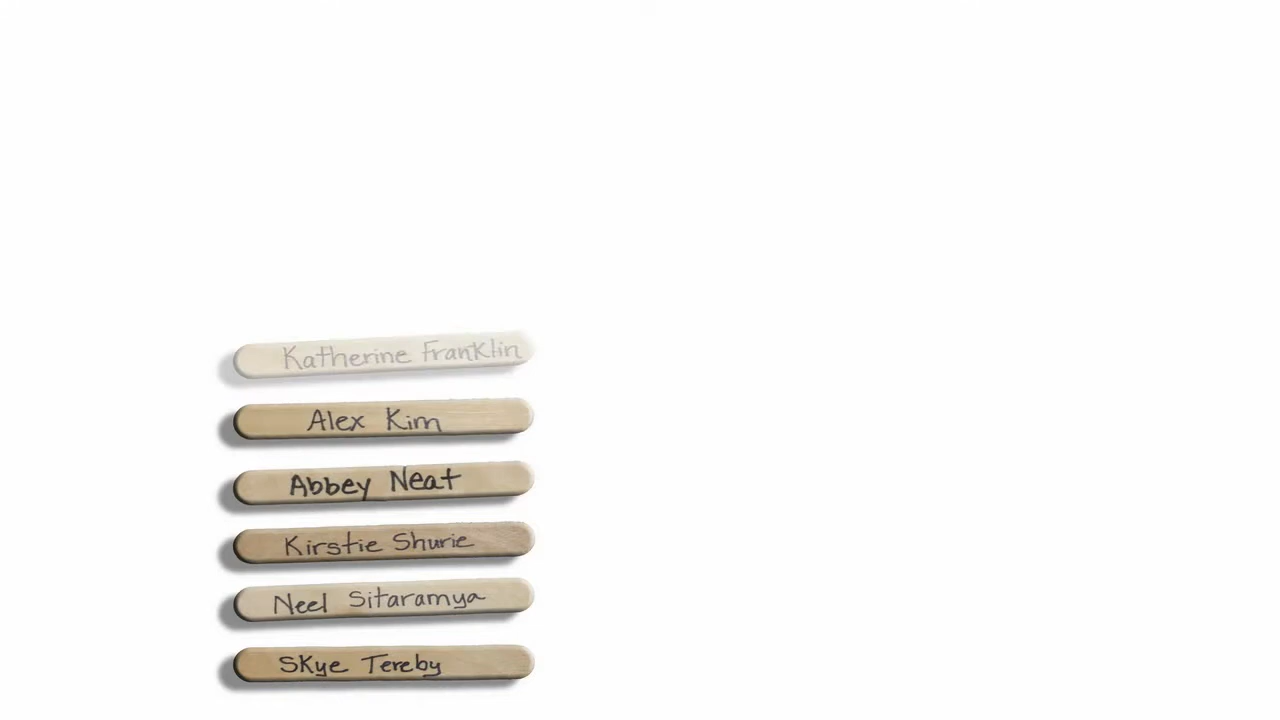 Katherine Franklin
Alex Kim
Abbey Neat
Kirstie Shurie
Neel Sitaramya
Skye Tereby